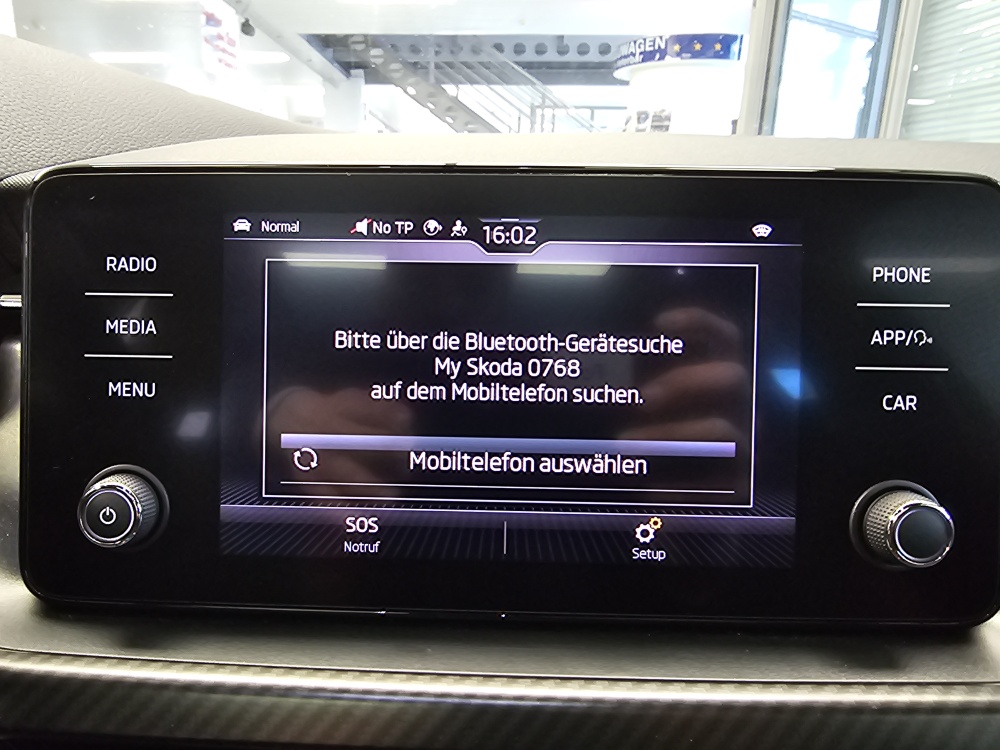 WAGEN
RADIO
MEDIA
MENU
Normal
No TP
16:02
Bitte über die Bluetooth-Gerätesuche
My Skoda 0768
auf dem Mobiltelefon suchen.
Mobiltelefon auswählen
SOS
Notruf
Setup
PHONE
APP/
CAR